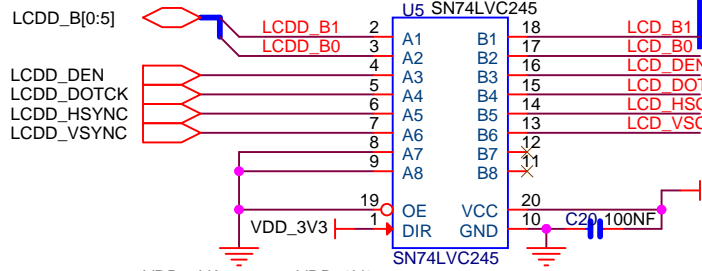 U5 SN74LVC245
LCDD_B[0:5]
LCDD_B1 2 A1 B1 18 LCD_B1
LCDD_B0 3 A2 B2 17 LCD_B0
LCDD_DEN 4 A3 B3 16 LCD_DEN
LCDD_DOTCK 5 A4 B4 15 LCD_DOT
LCDD_HSYNC 6 A5 B5 14 LCD_HSC
LCDD_VSYNC 7 A6 B6 13 LCD_VSC
8 A7 B7 12
9 A8 B8 11
19 OE VCC 20
VDD_3V3 1 DIR GND 10 C20 100NF
SN74LVC245